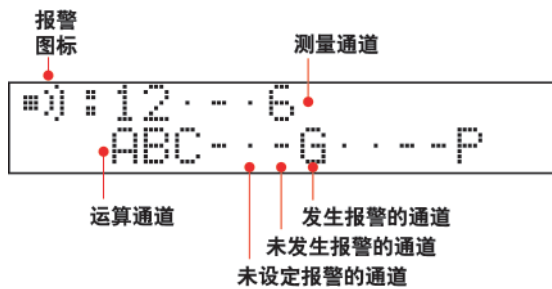 报警
图标
测量通道
:12·-·6
ABC-·-G··--P
运算通道
发生报警的通道
未发生报警的通道
未设定报警的通道